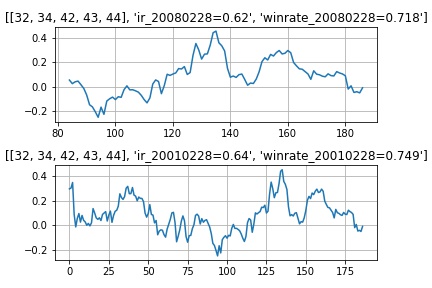 [[32, 34, 42, 43, 44], 'ir_20080228=0.62', 'winrate_20080228=0.718']
0.4
0.2
0.0
−0.2
80 100 120 140 160 180
[[32, 34, 42, 43, 44], 'ir_20010228=0.64', 'winrate_20010228=0.749']
0.4
0.2
0.0
−0.2
0 25 50 75 100 125 150 175